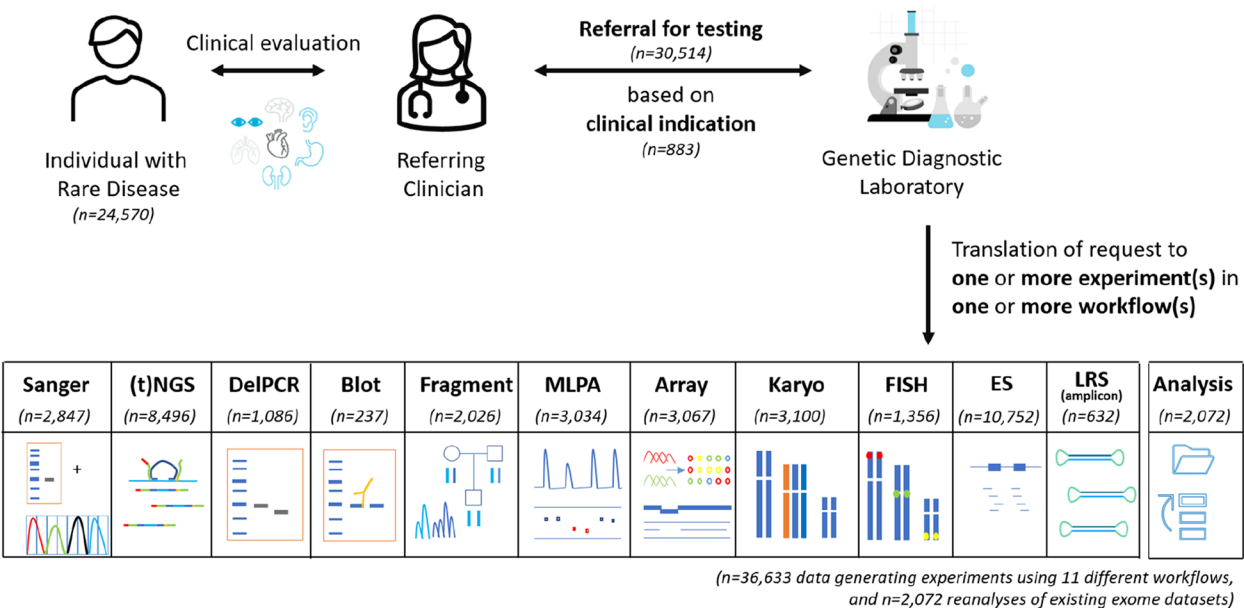 Clinical evaluation
Individual with
Rare Disease
(n=24,570)
Referring
Clinician
Referral for testing
(n=30,514)
based on
clinical indication
(n=883)
Genetic Diagnostic
Laboratory
Translation of request to
one or more experiment(s) in
one or more workflow(s)
Sanger
(n=2,847)
+
(t)NGS
(n=8,496)
DelPCR
(n=1,086)
Blot
(n=237)
Fragment
(n=2,026)
MLPA
(n=3,034)
Array
(n=3,067)
Karyo
(n=3,100)
FISH
(n=1,356)
ES
(n=10,752)
LRS
(amplicon)
(n=632)
Analysis
(n=2,072)
(n=36,633 data generating experiments using 11 different workflows,
and n=2,072 reanalyses of existing exome datasets)